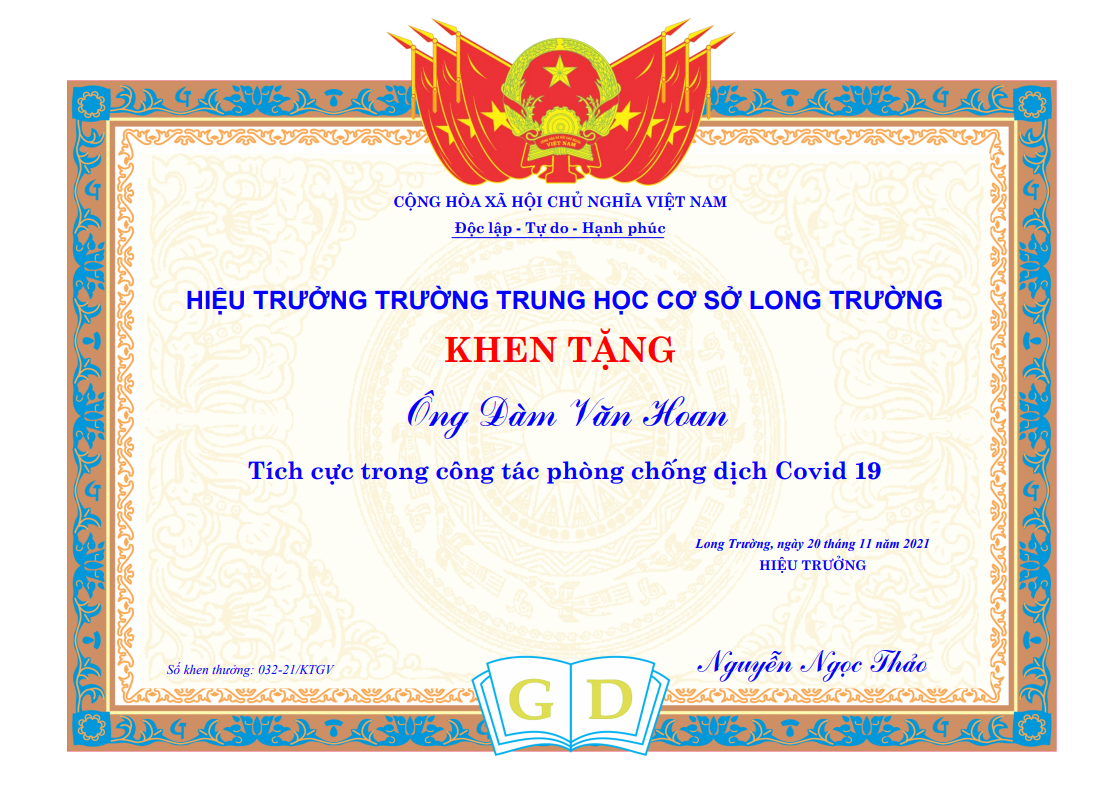 VIỆT NAM
CỘNG HÒA XÃ HỘI CHỦ NGHĨA VIỆT NAM
Độc lập - Tự do - Hạnh phúc
HIỆU TRƯỞNG TRƯỜNG TRUNG HỌC CƠ SỞ LONG TRƯỜNG
KHEN TẶNG
Ông Đàm Văn Hoan
Tích cực trong công tác phòng chống dịch Covid 19
Long Trường, ngày 20 tháng 11 năm 2021
HIỆU TRƯỞNG
Số khen thưởng: 032-21/KTGV
Nguyễn Ngọc Thảo
G D